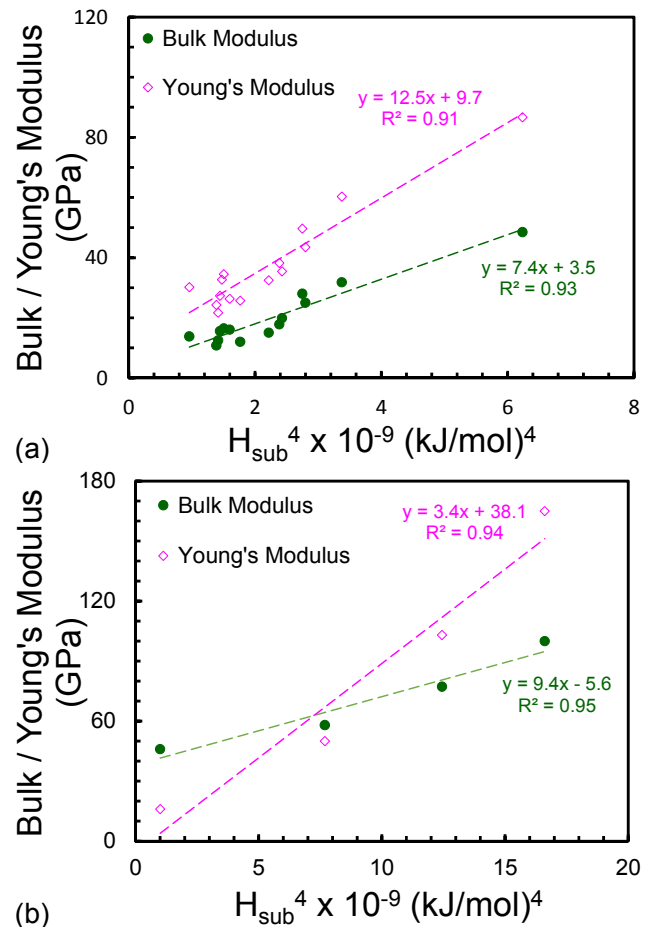 120
80
40
0
Bulk / Young's Modulus
(GPa)
Bulk Modulus
Young's Modulus
y = 12.5x + 9.7
R² = 0.91
y = 7.4x + 3.5
R² = 0.93
0 2 4 6 8
(a)
H_sub⁴ x 10⁻⁹ (kJ/mol)⁴
180
120
60
0
Bulk / Young's Modulus
(GPa)
Bulk Modulus
Young's Modulus
y = 3.4x + 38.1
R² = 0.94
y = 9.4x - 5.6
R² = 0.95
0 5 10 15 20
(b)
H_sub⁴ x 10⁻⁹ (kJ/mol)⁴